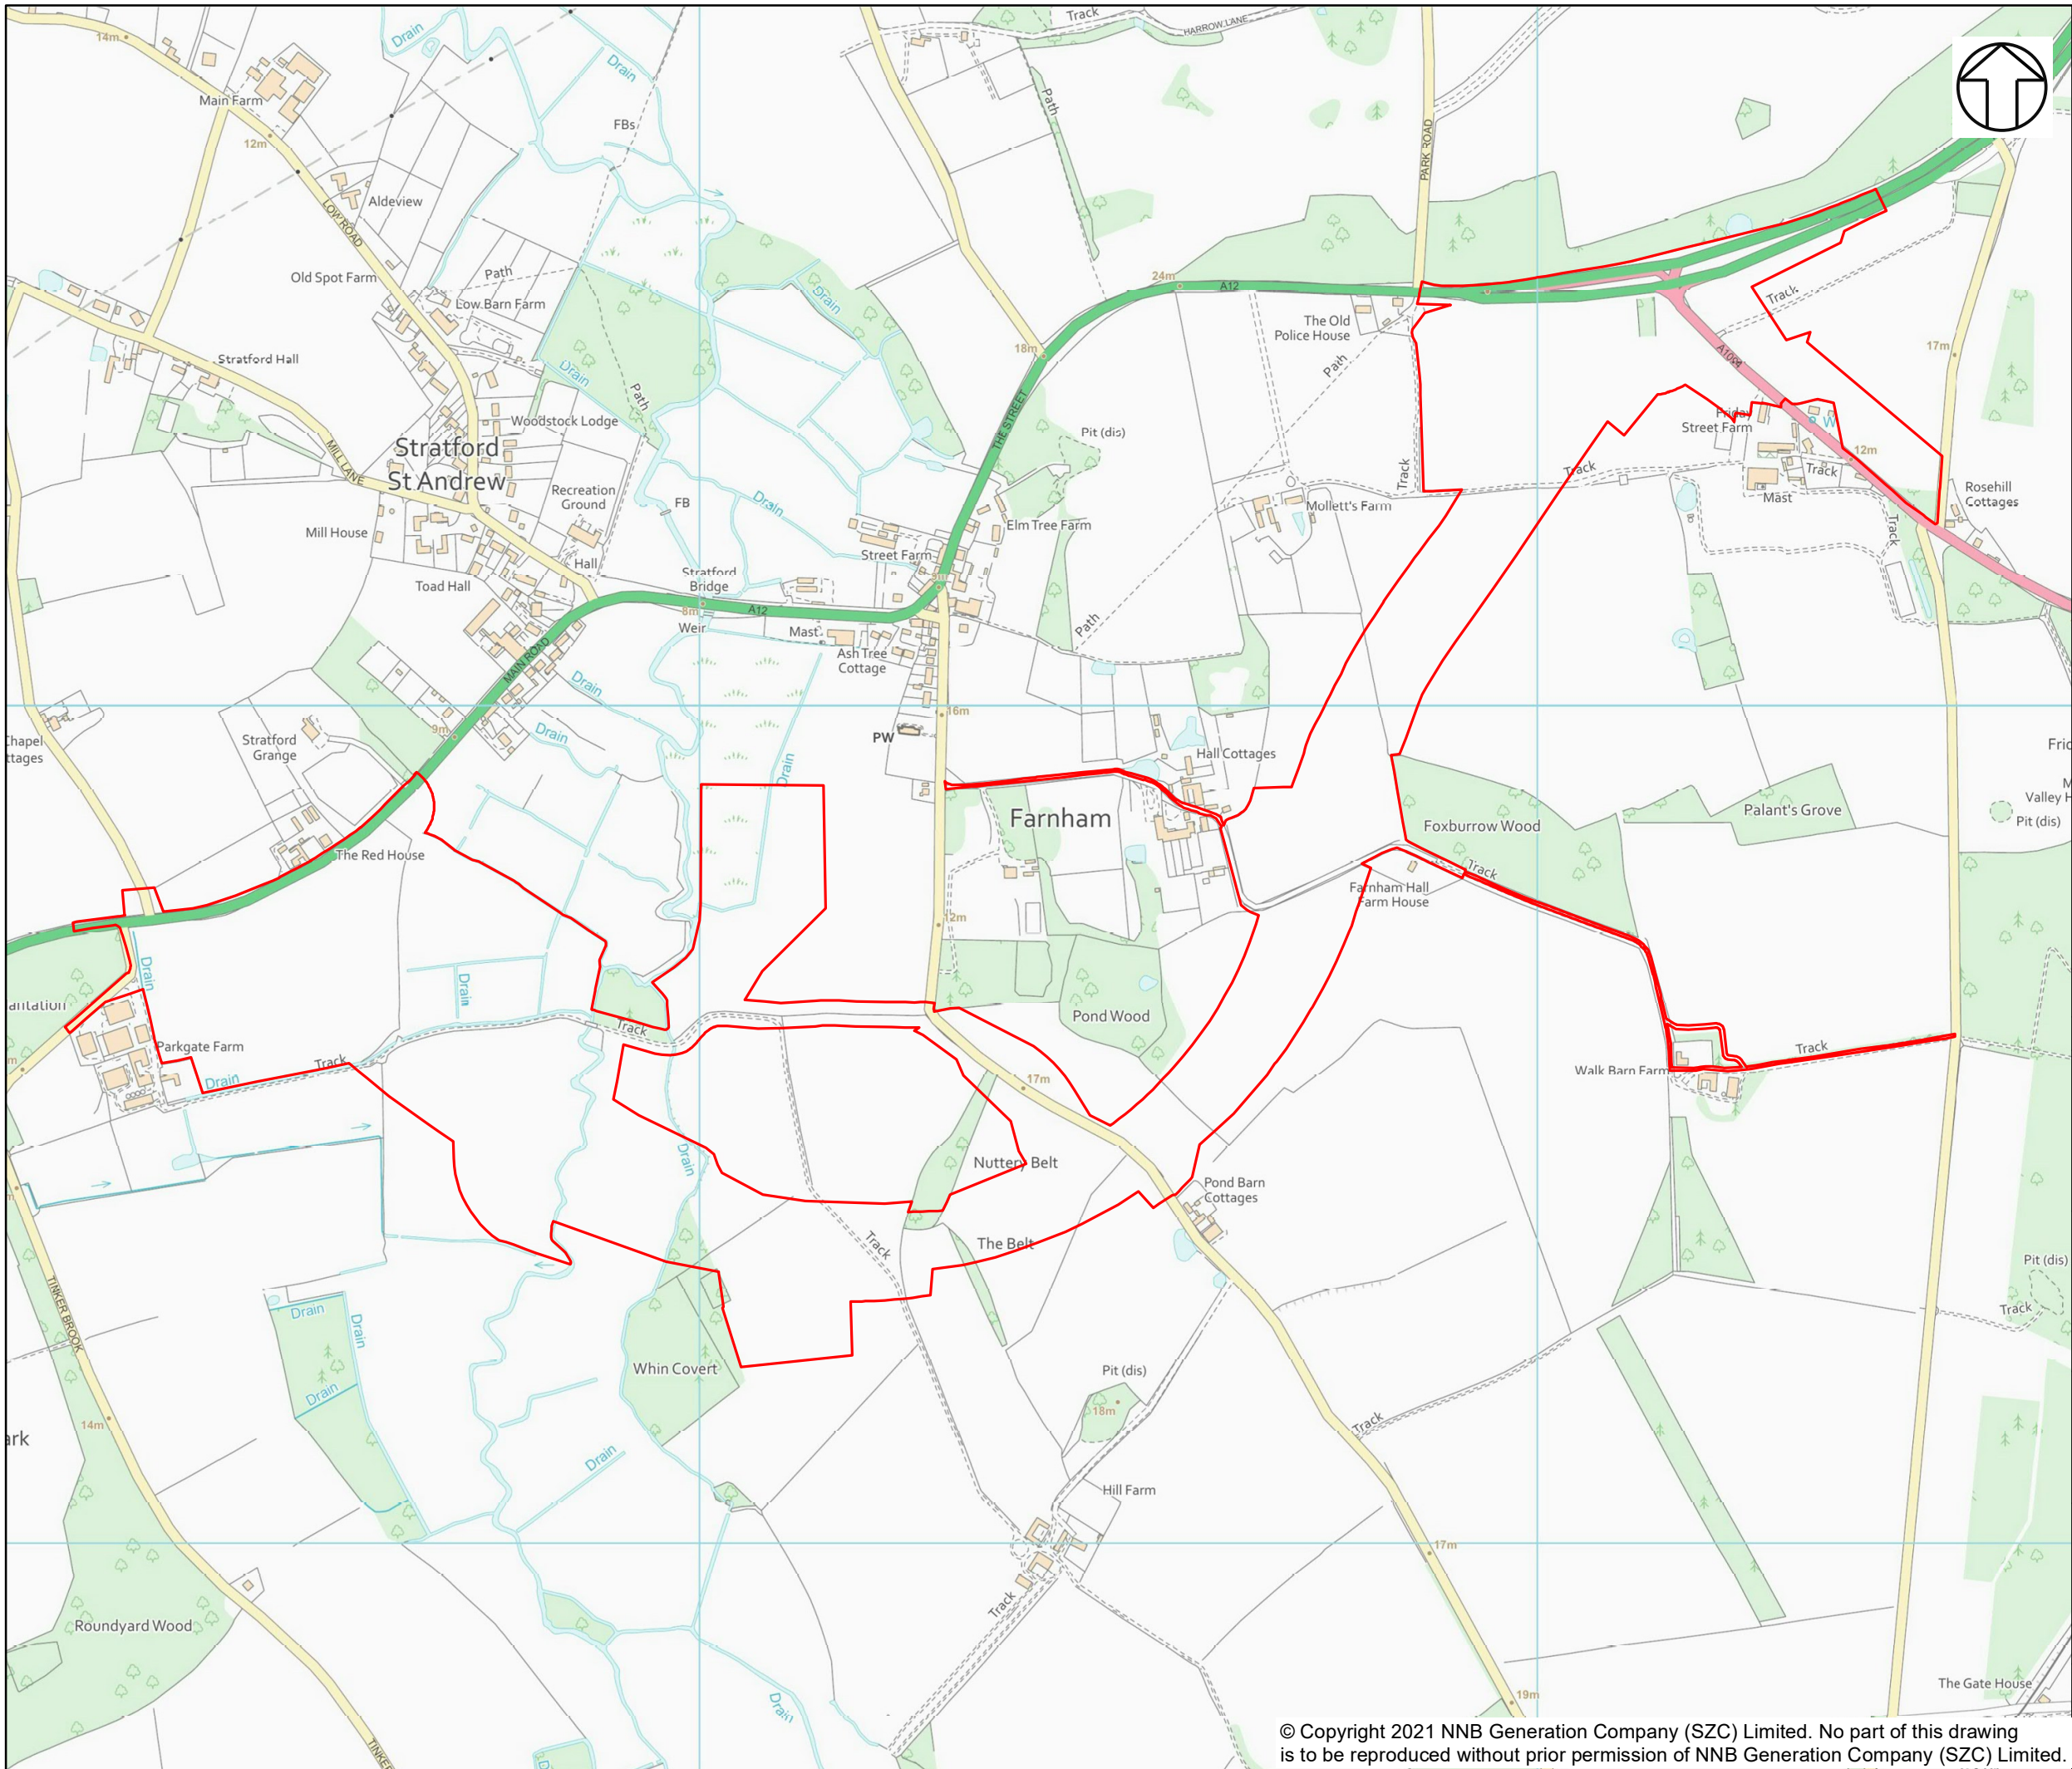 Track
HARROW LANE
14m
Drain
Drain
Main Farm
Path
FBs
12m
PARK ROAD
Aldeview
LOW ROAD
Path
Old Spot Farm
Low Barn Farm
24m
A12
Drain
Track
The Old
Police House
18m
17m
Stratford Hall
Drain
Path
Path
THE STREET
Woodstock Lodge
Friday
Street Farm
W
Pit (dis)
Stratford
St Andrew
MILL LANE
12m
Track
Track
Track
Recreation
Ground
Drain
FB
Mast
Rosehill
Cottages
Mollett's Farm
Elm Tree Farm
Mill House
Track
Street Farm
Hall
Stratford
Bridge
Toad Hall
9m
8m
A12
Weir
Mast
Path
Ash Tree
Cottage
MAIN ROAD
Drain
16m
9m
Drain
PW
Stratford
Grange
Hall Cottages
Drain
Farnham
Palant's Grove
Pit (dis)
Foxburrow Wood
The Red House
Track
Farnham Hall
Farm House
12m
Drain
Drain
Pond Wood
Track
Parkgate Farm
Track
Track
Walk Barn Farm
Drain
17m
Drain
Nuttery Belt
Pond Barn
Cottages
The Belt
Track
Pit (dis)
TINKER BROOK
Drain
Drain
Track
Whin Covert
Pit (dis)
Drain
18m
14m
Track
Drain
Hill Farm
17m
Track
Roundyard Wood
The Gate House
19m
Drain
© Copyright 2021 NNB Generation Company (SZC) Limited. No part of this drawing
is to be reproduced without prior permission of NNB Generation Company (SZC) Limited.